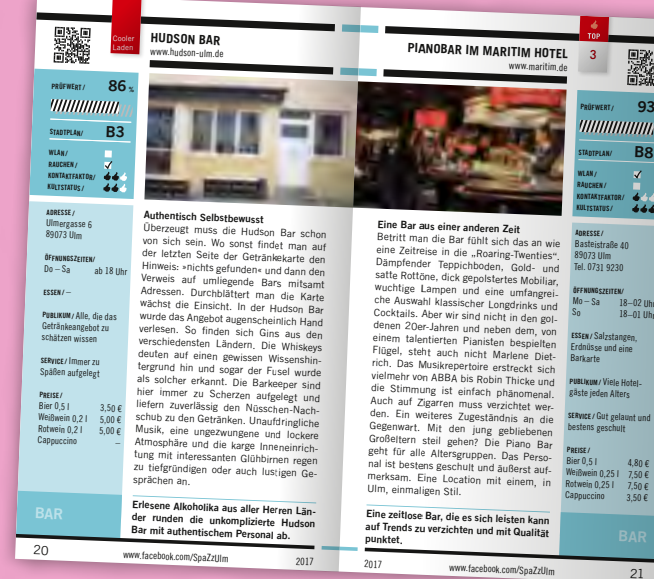 Cooler
Laden
HUDSON BAR
www.hudson-ulm.de
PRÜFWERT/ 86 %
STADTPLAN/ B3
WLAN/
RAUCHEN/
KONTAKTFAKTOR/
KULTSTATUS/
ADRESSE/
Ulmergasse 6
89073 Ulm
ÖFFNUNGSZEITEN/
Do – Sa ab 18 Uhr
ESSEN/ –
PUBLIKUM/ Alle, die das
Getränkeangebot zu
schätzen wissen
SERVICE/ Immer zu
Späßen aufgelegt
PREISE/
Bier 0,5 l 3,50 €
Weißwein 0,2 l 5,00 €
Rotwein 0,2 l 5,00 €
Cappuccino –
BAR
Authentisch Selbstbewusst
Überzeugt muss die Hudson Bar schon
von sich sein. Wo sonst findet man auf
der letzten Seite der Getränkekarte den
Hinweis: »nichts gefunden« und dann den
Verweis auf umliegende Bars mitsamt
Adressen. Durchblättert man die Karte
wächst die Einsicht. In der Hudson Bar
wurde das Angebot augenscheinlich Hand
verlesen. So finden sich Gins aus den
verschiedensten Ländern. Die Whiskeys
deuten auf einen gewissen Wissenshin-
tergrund hin und sogar der Fusel wurde
als solcher erkannt. Die Barkeeper sind
hier immer zu Scherzen aufgelegt und
liefern zuverlässig den Nüsschen-Nach-
schub zu den Getränken. Unaufdringliche
Musik, eine ungezwungene und lockere
Atmosphäre und die karge Inneneinrich-
tung mit interessanten Glühbirnen regen
zu tiefgründigen oder auch lustigen Ge-
sprächen an.
Erlesene Alkoholika aus aller Herren Län-
der runden die unkomplizierte Hudson
Bar mit authentischem Personal ab.
20
www.facebook.com/SpaZzUlm
2017
PIANOBAR IM MARITIM HOTEL
www.maritim.de
TOP
3
Eine Bar aus einer anderen Zeit
Betritt man die Bar fühlt sich das an wie
eine Zeitreise in die „Roaring-Twenties“.
Dämpfender Teppichboden, Gold- und
satte Rottöne, dick gepolstertes Mobiliar,
wuchtige Lampen und eine umfangrei-
che Auswahl klassischer Longdrinks und
Cocktails. Aber wir sind nicht in den gol-
denen 20er-Jahren und neben dem, von
einem talentierten Pianisten bespielten
Flügel, steht auch nicht Marlene Diet-
rich. Das Musikrepertoire erstreckt sich
vielmehr von ABBA bis Robin Thicke und
die Stimmung ist einfach phänomenal.
Auch auf Zigarren muss verzichtet wer-
den. Ein weiteres Zugeständnis an die
Gegenwart. Mit den jung gebliebenen
Großeltern steil gehen? Die Piano Bar
geht für alle Altersgruppen. Das Perso-
nal ist bestens geschult und äußerst auf-
merksam. Eine Location mit einem, in
Ulm, einmaligen Stil.
Eine zeitlose Bar, die es sich leisten kann
auf Trends zu verzichten und mit Qualität
punktet.
PRÜFWERT/ 93
STADTPLAN/ B8
WLAN/
RAUCHEN/
KONTAKTFAKTOR/
KULTSTATUS/
ADRESSE/
Basteistraße 40
89073 Ulm
Tel. 0731 9230
ÖFFNUNGSZEITEN/
Mo – Sa 18–02 Uhr
So 18–01 Uhr
ESSEN/ Salzstangen,
Erdnüsse und eine
Barkarte
PUBLIKUM/ Viele Hotel-
gäste jeden Alters
SERVICE/ Gut gelaunt und
bestens geschult
PREISE/
Bier 0,5 l 4,80 €
Weißwein 0,25 l 7,50 €
Rotwein 0,25 l 7,50 €
Cappuccino 3,50 €
BAR
2017
www.facebook.com/SpaZzUlm
21